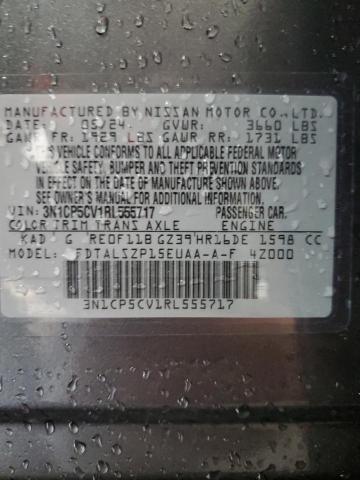 MANUFACTURED BY NISSAN MOTOR CO.,LTD.
DATE: 05/24. GVWR: 3660 LBS
GAWR FR: 1929 LBS GAWR RR: 1731 LBS
THIS VEHICLE CONFORMS TO ALL APPLICABLE FEDERAL MOTOR
VEHICLE SAFETY, BUMPER AND THEFT PREVENTION STANDARDS
IN EFFECT ON THE DATE OF MANUFACTURE SHOWN ABOVE.
SEE OWNER'S MANUAL FOR ADDITIONAL INFORMATION.
VIN: 3N1CP5CV1RL555717 PASSENGER CAR.
COLOR TRIM TRANS AXLE ENGINE
KAD G RE0F11B GZ39 HR16DE 1598 CC
MODEL: FDTALSZP15EUAA-A-F 4Z000
3N1CP5CV1RL555717